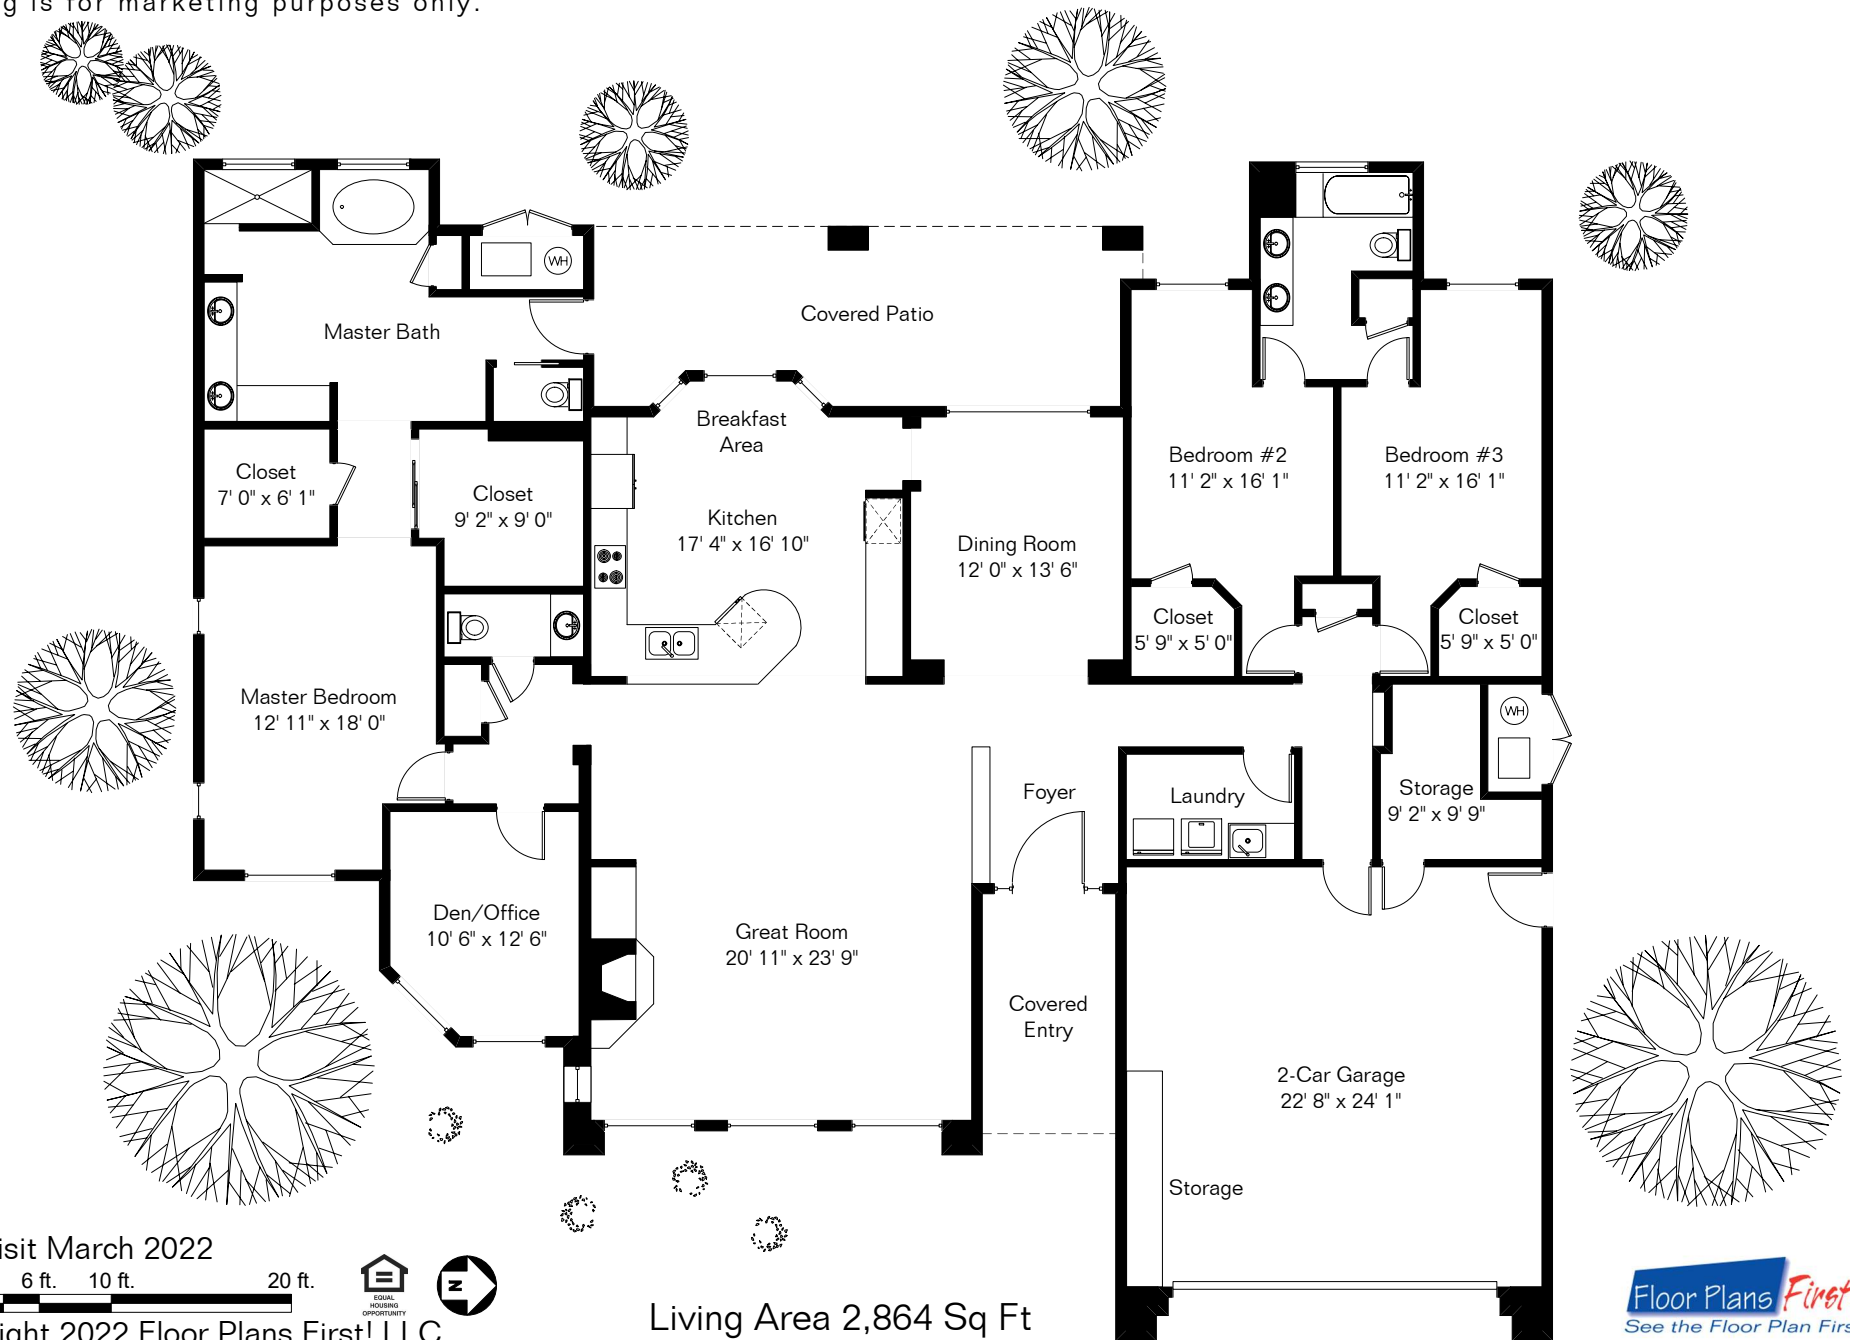 g is for marketing purposes only.
WH
Master Bath
Covered Patio
Breakfast
Area
Closet
7' 0" x 6' 1"
Closet
9' 2" x 9' 0"
Kitchen
17' 4" x 16' 10"
Dining Room
12' 0" x 13' 6"
Bedroom #2
11' 2" x 16' 1"
Bedroom #3
11' 2" x 16' 1"
Closet
5' 9" x 5' 0"
Closet
5' 9" x 5' 0"
Master Bedroom
12' 11" x 18' 0"
WH
Foyer
Laundry
Storage
9' 2" x 9' 9"
Den/Office
10' 6" x 12' 6"
Great Room
20' 11" x 23' 9"
Covered
Entry
2-Car Garage
22' 8" x 24' 1"
Storage
isit March 2022
6 ft. 10 ft. 20 ft.
EQUAL
HOUSING
OPPORTUNITY
N
Living Area 2,864 Sq Ft
ight 2022 Floor Plans First! LLC
Floor Plans First
See the Floor Plan Firs